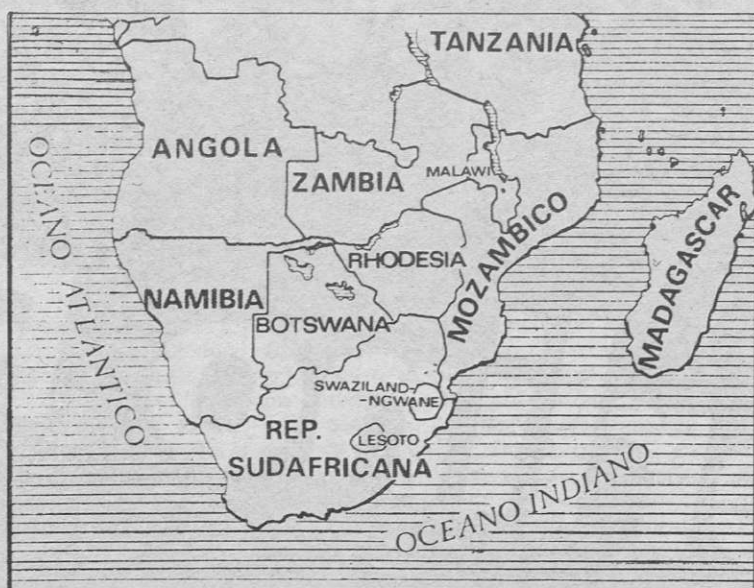 TANZANIA
ANGOLA
ZAMBIA
MALAWI
OCEANO ATLANTICO
RHODESIA
MOZAMBICO
MADAGASCAR
NAMIBIA
BOTSWANA
SWAZILAND-
-NGWANE
REP.
SUDAFRICANA
LESOTO
OCEANO INDIANO